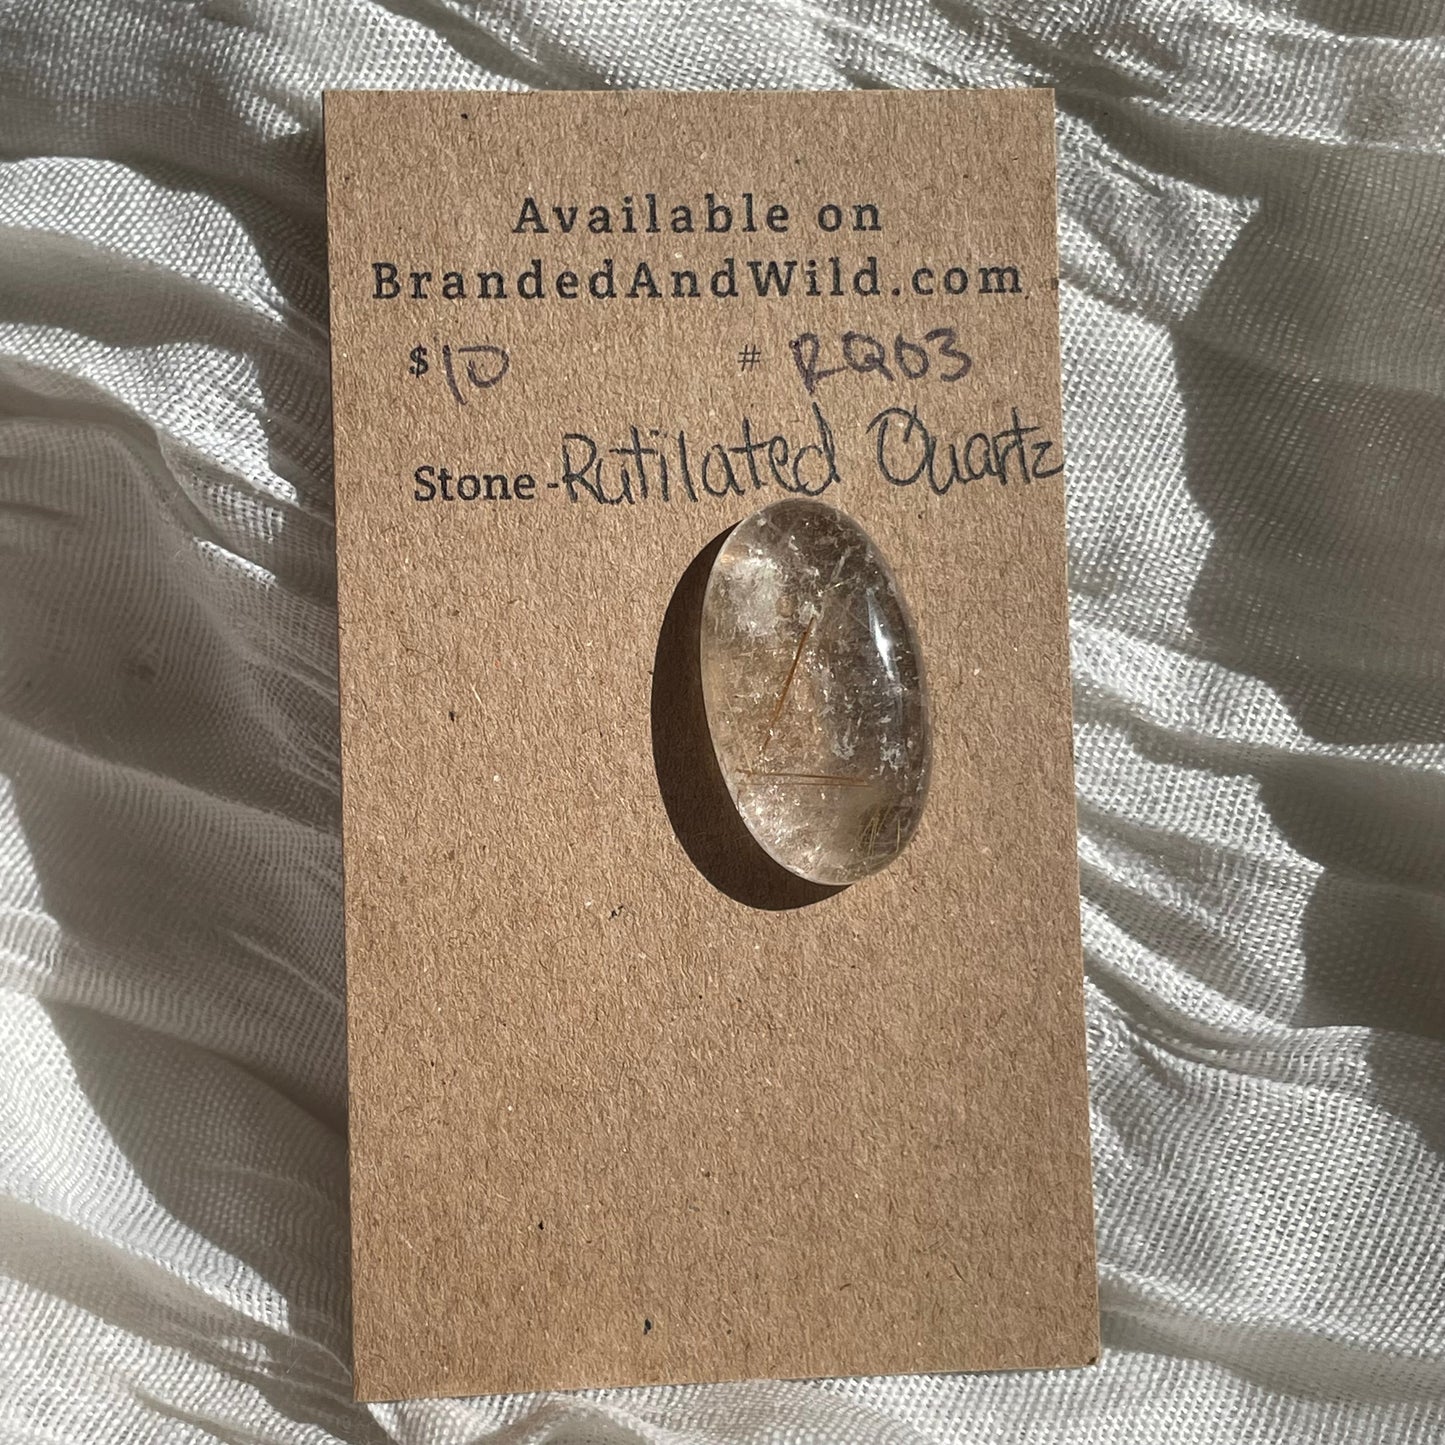 Available on
BrandedAndWild.com
$10 # RQ03
Stone - Rutilated Quartz